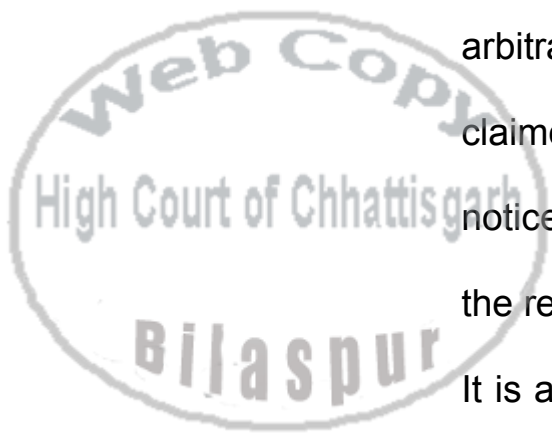 Web Copy
High Court of Chhattisgarh
Bilaspur
arbitra
claime
notice
the re
It is a